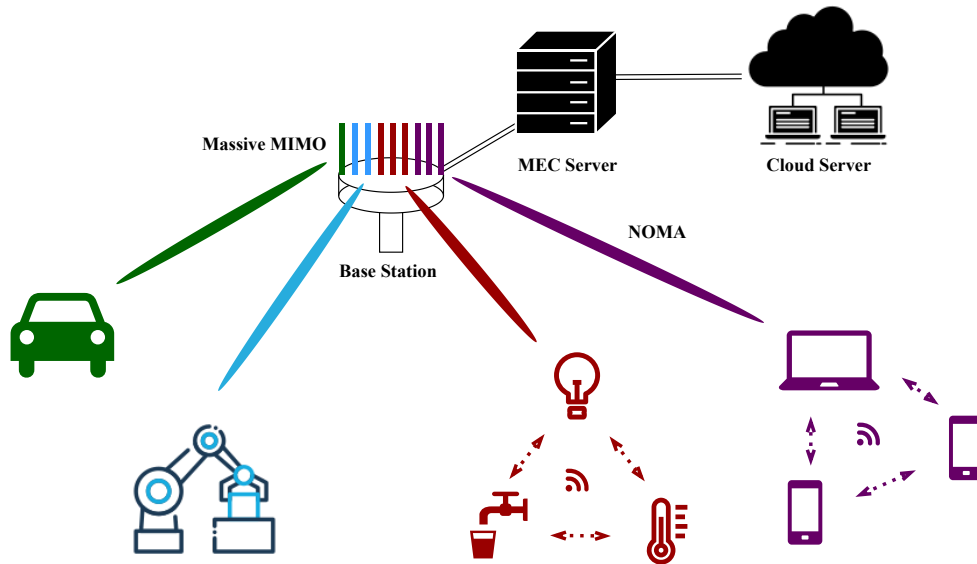 Massive MIMO
MEC Server
Cloud Server
NOMA
Base Station